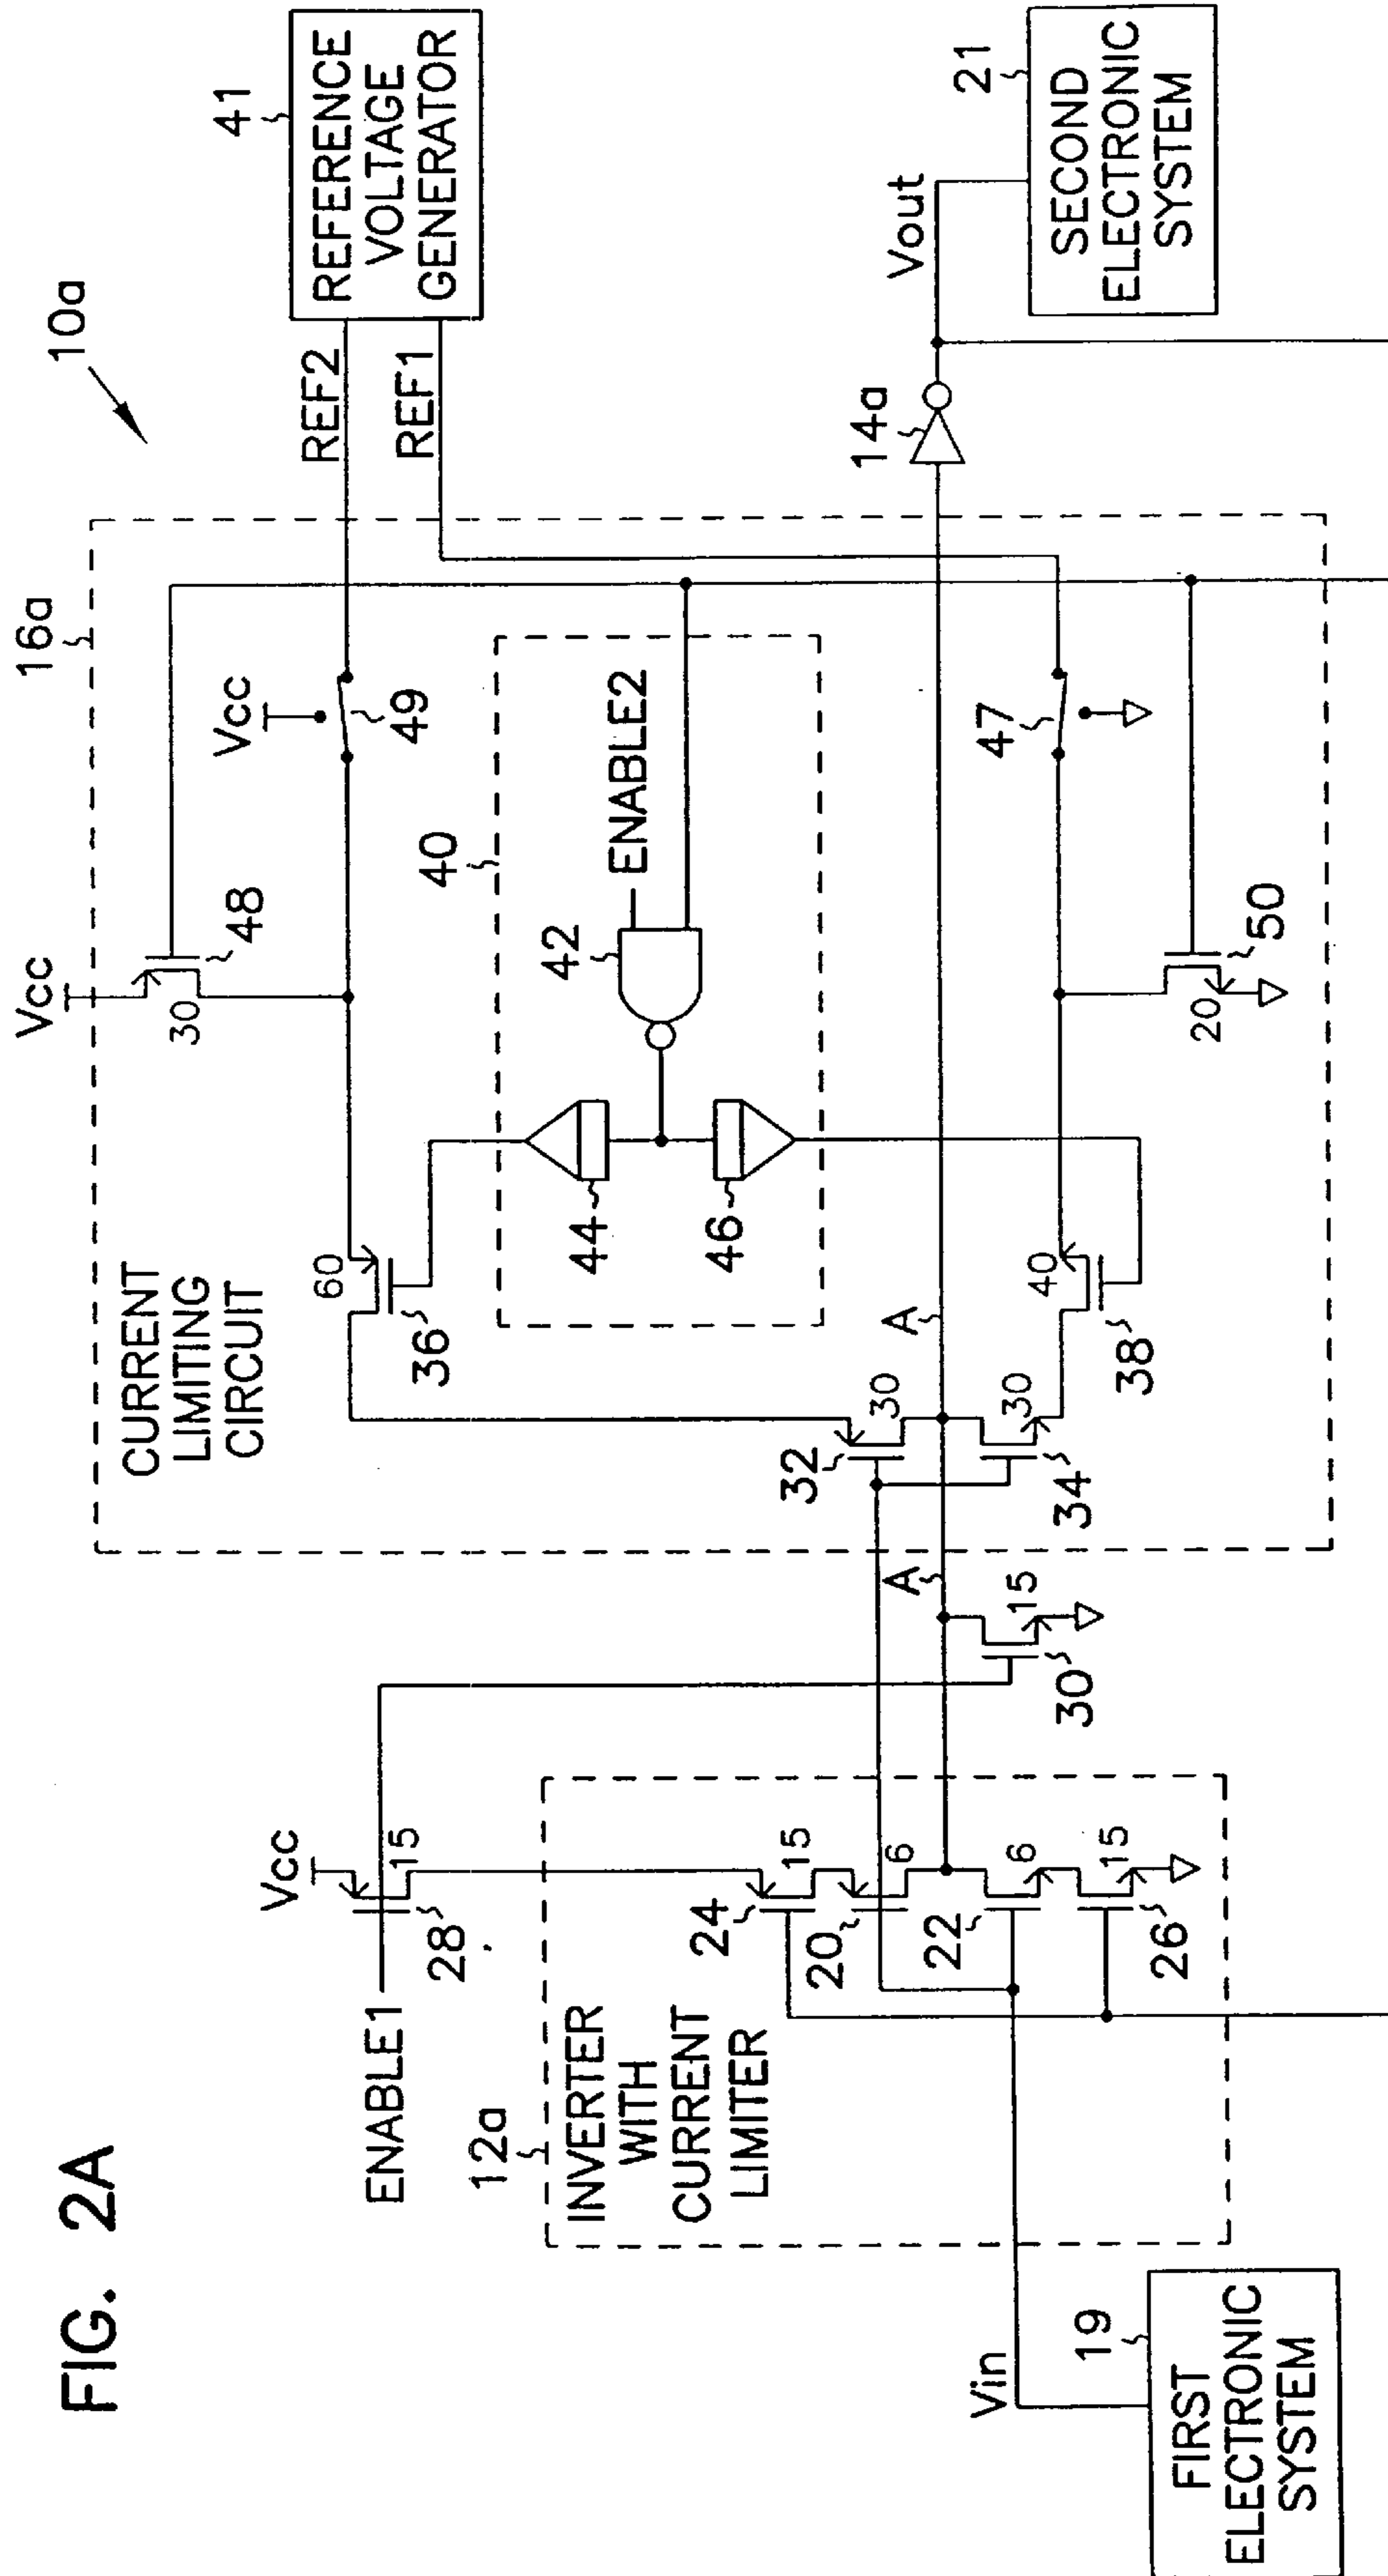 FIG. 2A
10a
16a
CURRENT
LIMITING
CIRCUIT
Vcc
30
48
Vcc
49
REF2
REF1
41
REFERENCE
VOLTAGE
GENERATOR
60
36
40
42
ENABLE2
44
46
Vcc
ENABLE1
28
15
12a
INVERTER
WITH
CURRENT
LIMITER
24
15
20
6
22
6
26
15
A
30
15
32
30
34
30
A
38
40
47
50
20
14a
Vout
21
SECOND
ELECTRONIC
SYSTEM
Vin
19
FIRST
ELECTRONIC
SYSTEM